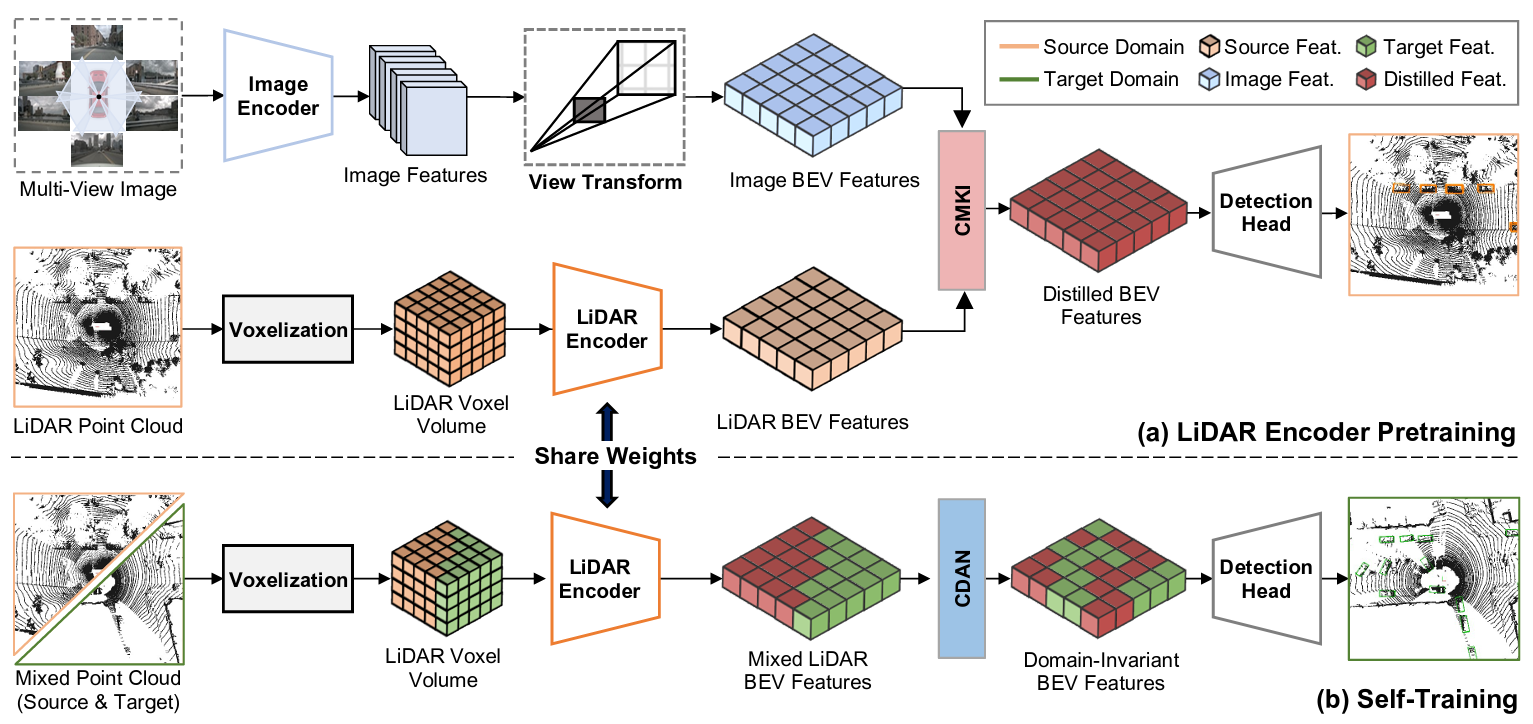 Source Domain
Source Feat.
Target Feat.
Target Domain
Image Feat.
Distilled Feat.
Image
Encoder
Multi-View Image
Image Features
View Transform
Image BEV Features
CMKI
Distilled BEV
Features
Detection
Head
LiDAR Point Cloud
Voxelization
LiDAR Voxel
Volume
LiDAR
Encoder
LiDAR BEV Features
(a) LiDAR Encoder Pretraining
Share Weights
Mixed Point Cloud
(Source & Target)
Voxelization
LiDAR Voxel
Volume
LiDAR
Encoder
Mixed LiDAR
BEV Features
CDAN
Domain-Invariant
BEV Features
Detection
Head
(b) Self-Training